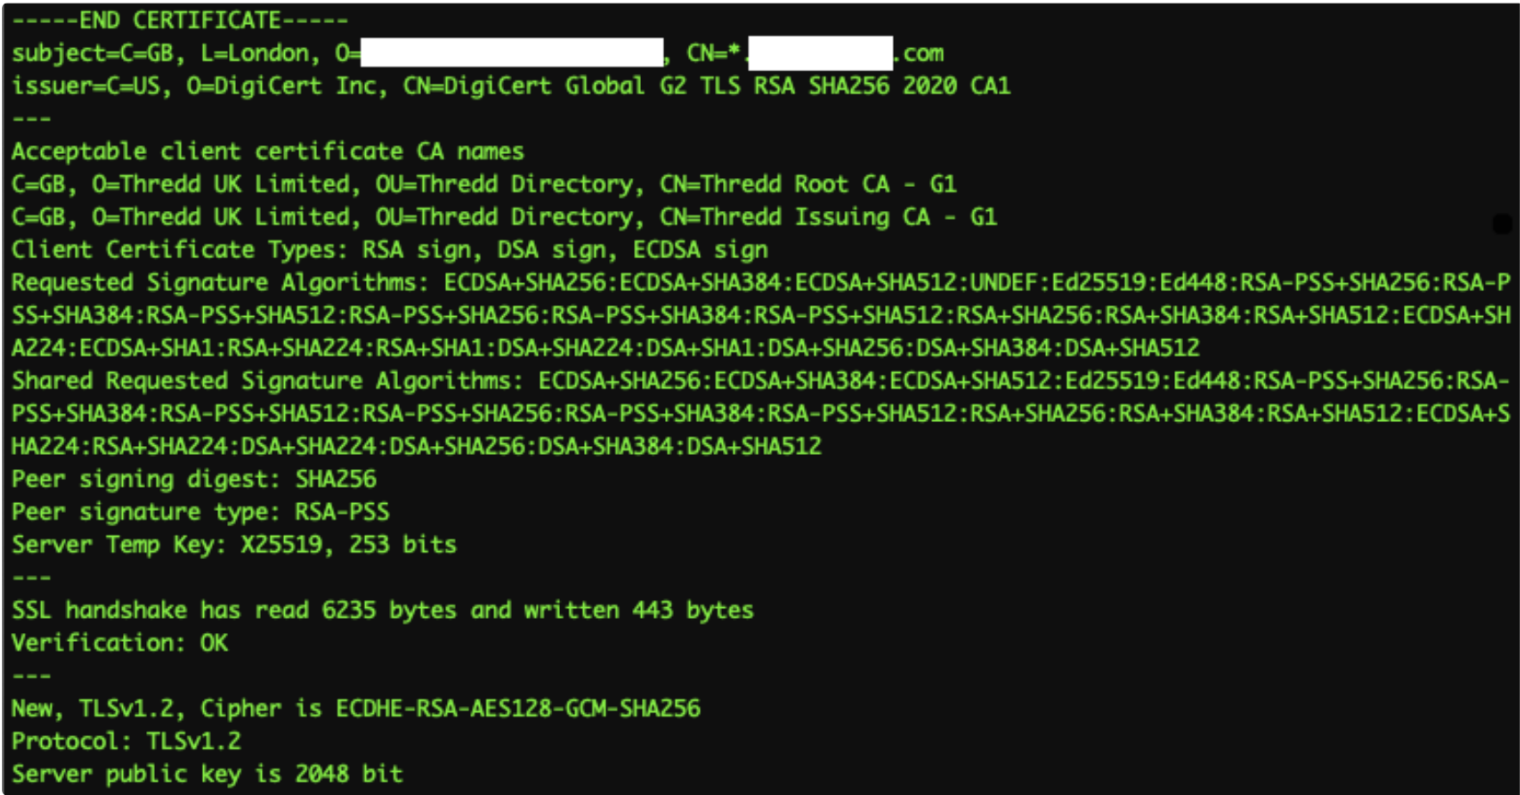 -----END CERTIFICATE-----
subject=C=GB, L=London, O= , CN=*. .com
issuer=C=US, O=DigiCert Inc, CN=DigiCert Global G2 TLS RSA SHA256 2020 CA1
---
Acceptable client certificate CA names
C=GB, O=Thredd UK Limited, OU=Thredd Directory, CN=Thredd Root CA - G1
C=GB, O=Thredd UK Limited, OU=Thredd Directory, CN=Thredd Issuing CA - G1
Client Certificate Types: RSA sign, DSA sign, ECDSA sign
Requested Signature Algorithms: ECDSA+SHA256:ECDSA+SHA384:ECDSA+SHA512:UNDEF:Ed25519:Ed448:RSA-PSS+SHA256:RSA-P
SS+SHA384:RSA-PSS+SHA512:RSA-PSS+SHA256:RSA-PSS+SHA384:RSA-PSS+SHA512:RSA+SHA256:RSA+SHA384:RSA+SHA512:ECDSA+SH
A224:ECDSA+SHA1:RSA+SHA224:RSA+SHA1:DSA+SHA224:DSA+SHA1:DSA+SHA256:DSA+SHA384:DSA+SHA512
Shared Requested Signature Algorithms: ECDSA+SHA256:ECDSA+SHA384:ECDSA+SHA512:Ed25519:Ed448:RSA-PSS+SHA256:RSA-
PSS+SHA384:RSA-PSS+SHA512:RSA-PSS+SHA256:RSA-PSS+SHA384:RSA-PSS+SHA512:RSA+SHA256:RSA+SHA384:RSA+SHA512:ECDSA+S
HA224:RSA+SHA224:DSA+SHA224:DSA+SHA256:DSA+SHA384:DSA+SHA512
Peer signing digest: SHA256
Peer signature type: RSA-PSS
Server Temp Key: X25519, 253 bits
---
SSL handshake has read 6235 bytes and written 443 bytes
Verification: OK
---
New, TLSv1.2, Cipher is ECDHE-RSA-AES128-GCM-SHA256
Protocol: TLSv1.2
Server public key is 2048 bit